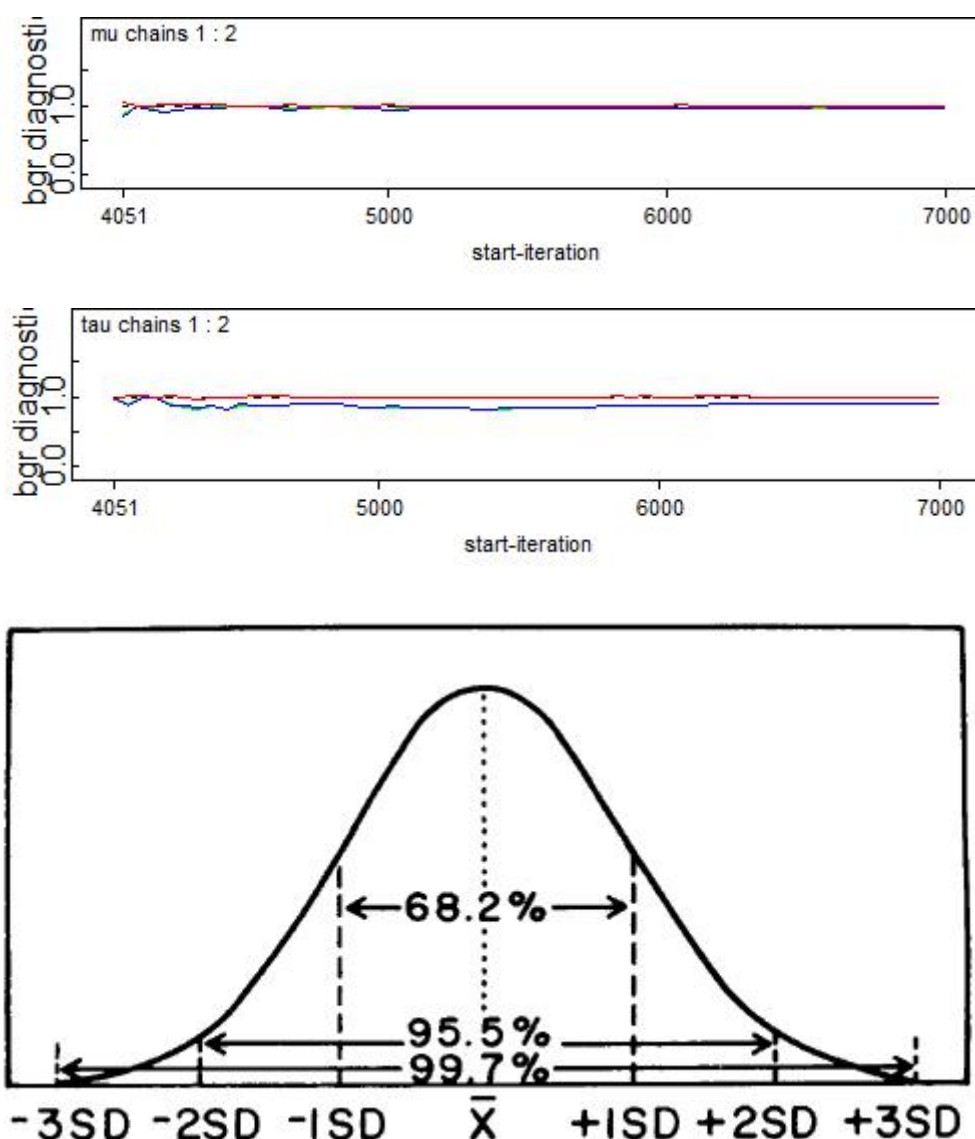 mu chains 1 : 2
bgr diagnosti
1.0
0.0
4051 5000 6000 7000
start-iteration
tau chains 1 : 2
bgr diagnosti
1.0
0.0
4051 5000 6000 7000
start-iteration
68.2%
95.5%
99.7%
-3SD -2SD -1SD X̄ +1SD +2SD +3SD